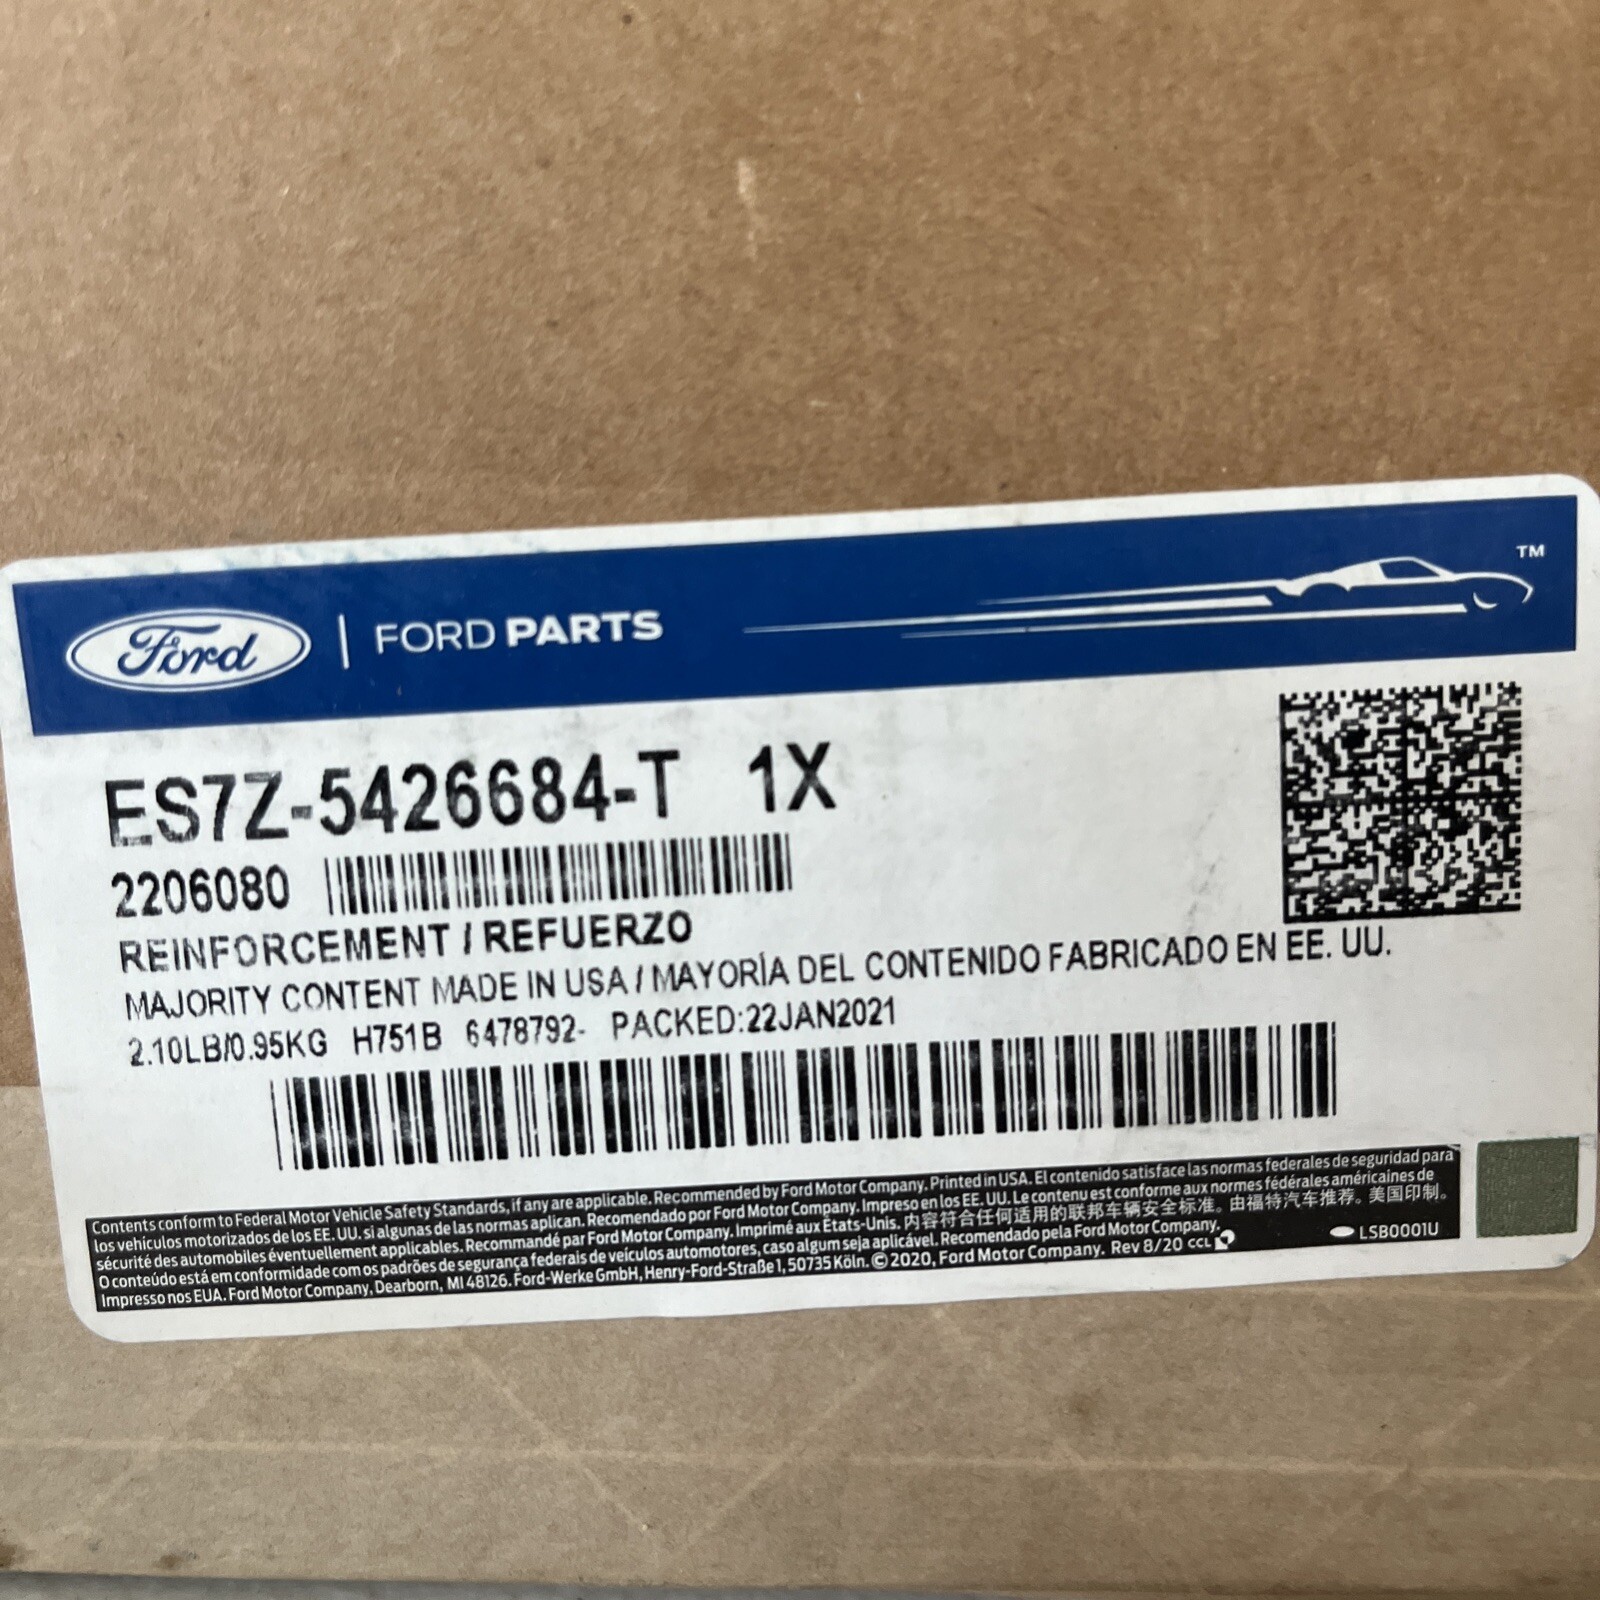 Ford | FORD PARTS ™
ES7Z-5426684-T 1X
2206080
REINFORCEMENT / REFUERZO
MAJORITY CONTENT MADE IN USA / MAYORÍA DEL CONTENIDO FABRICADO EN EE. UU.
2.10LB/0.95KG H751B 6478792- PACKED:22JAN2021
Contents conform to Federal Motor Vehicle Safety Standards, if any are applicable. Recommended by Ford Motor Company. Printed in USA. El contenido satisface las normas federales de seguridad para
los vehículos motorizados de los EE. UU. si algunas de las normas aplican. Recomendado por Ford Motor Company. Impreso en los EE. UU. Le contenu est conforme aux normes fédérales américaines de
sécurité des automobiles éventuellement applicables. Recommandé par Ford Motor Company. Imprimé aux États-Unis. 内容符合任何适用的联邦车辆安全标准。由福特汽车推荐。美国印制。
O conteúdo está em conformidade com os padrões de segurança federais de veículos automotores, caso algum seja aplicável. Recomendado pela Ford Motor Company.
Impresso nos EUA. Ford Motor Company, Dearborn, MI 48126. Ford-Werke GmbH, Henry-Ford-Straße 1, 50735 Köln. © 2020, Ford Motor Company. Rev 8/20 CCL
LSB0001U